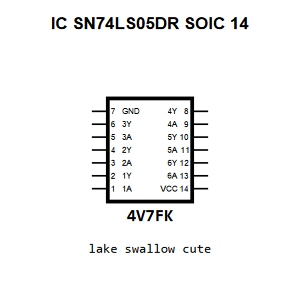 IC SN74LS05DR SOIC 14
7 GND 4Y 8
6 3Y 4A 9
5 3A 5Y 10
4 2Y 5A 11
3 2A 6Y 12
2 1Y 6A 13
1 1A VCC 14
4V7FK
lake swallow cute